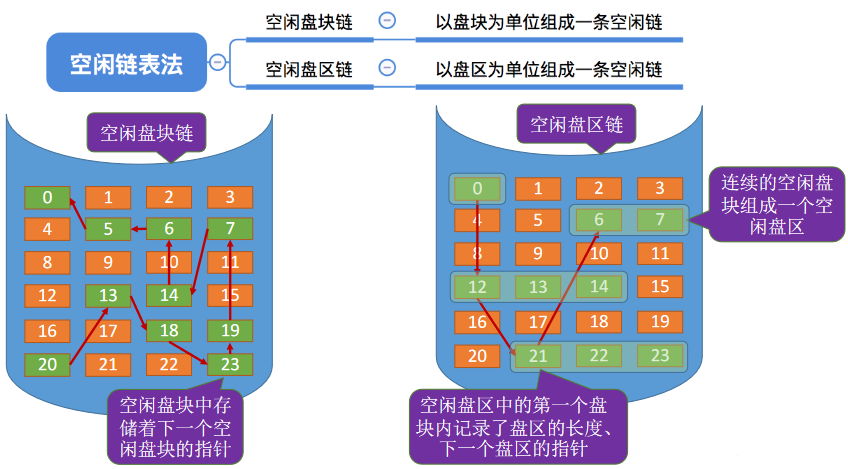 空闲链表法
空闲盘块链
以盘块为单位组成一条空闲链
空闲盘区链
以盘区为单位组成一条空闲链
空闲盘块链
0 1 2 3
4 5 6 7
8 9 10 11
12 13 14 15
16 17 18 19
20 21 22 23
空闲盘块中存
储着下一个空
闲盘块的指针
空闲盘区链
0 1 2 3
4 5 6 7
8 9 10 11
12 13 14 15
16 17 18 19
20 21 22 23
连续的空闲盘
块组成一个空
闲盘区
空闲盘区中的第一个盘
块内记录了盘区的长度、
下一个盘区的指针